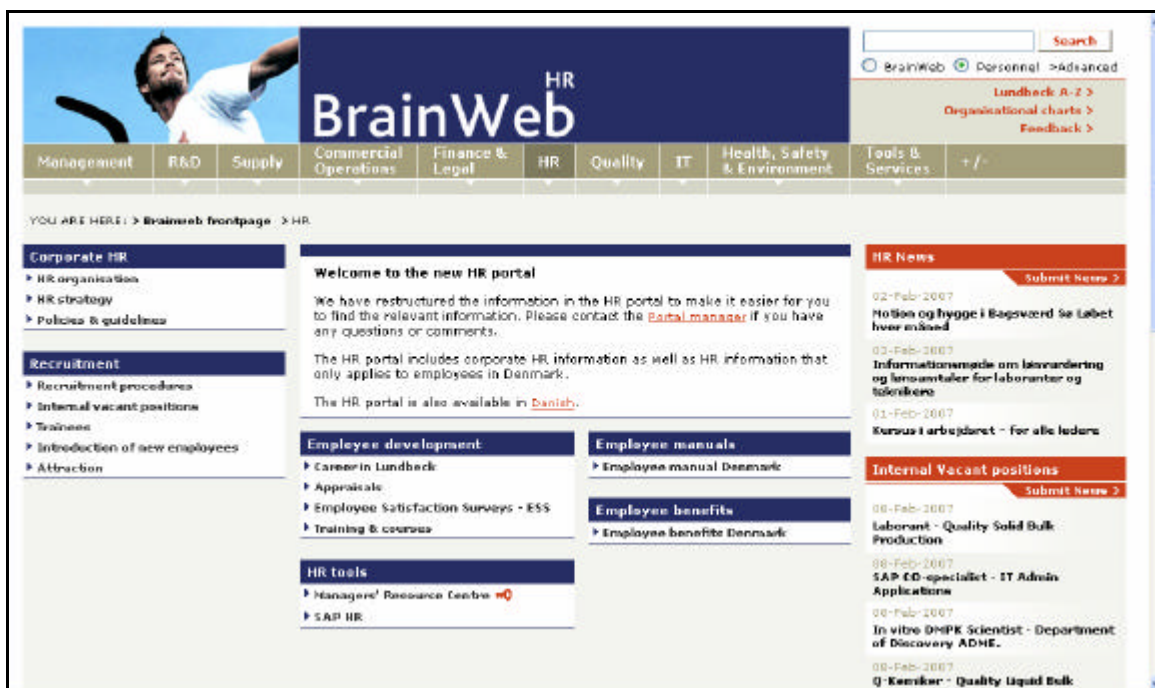 HR
BrainWeb
Search
BrainWeb Personnel >Advanced
Lundbeck A-Z >
Organisational charts >
Feedback >
Management R&D Supply Commercial Operations Finance & Legal HR Quality IT Health, Safety & Environment Tools & Services +/-
YOU ARE HERE: > Brainweb frontpage > HR
Corporate HR
HR organisation
HR strategy
Policies & guidelines
Recruitment
Recruitment procedures
Internal vacant positions
Trainees
Introduction of new employees
Attraction
Welcome to the new HR portal
We have restructured the information in the HR portal to make it easier for you
to find the relevant information. Please contact the Portal manager if you have
any questions or comments.
The HR portal includes corporate HR information as well as HR information that
only applies to employees in Denmark.
The HR portal is also available in Danish.
Employee development
Career in Lundbeck
Appraisals
Employee Satisfaction Surveys - ESS
Training & courses
HR tools
Managers' Resource Centre
SAP HR
Employee manuals
Employee manual Denmark
Employee benefits
Employee benefits Denmark
HR News
Submit News >
02-Feb-2007
Motion og hygge i Bagsværd Sø Løbet
hver måned
02-Feb-2007
Informationsmøde om lønvurdering
og lønsamtaler for laboranter og
teknikere
01-Feb-2007
Kursus i arbejdsret - for alle ledere
Internal Vacant positions
Submit News >
08-Feb-2007
Laborant - Quality Solid Bulk
Production
08-Feb-2007
SAP CO-specialist - IT Admin
Applications
08-Feb-2007
In vitro DMPK Scientist - Department
of Discovery ADME.
08-Feb-2007
Q-Kemiker - Quality Liquid Bulk